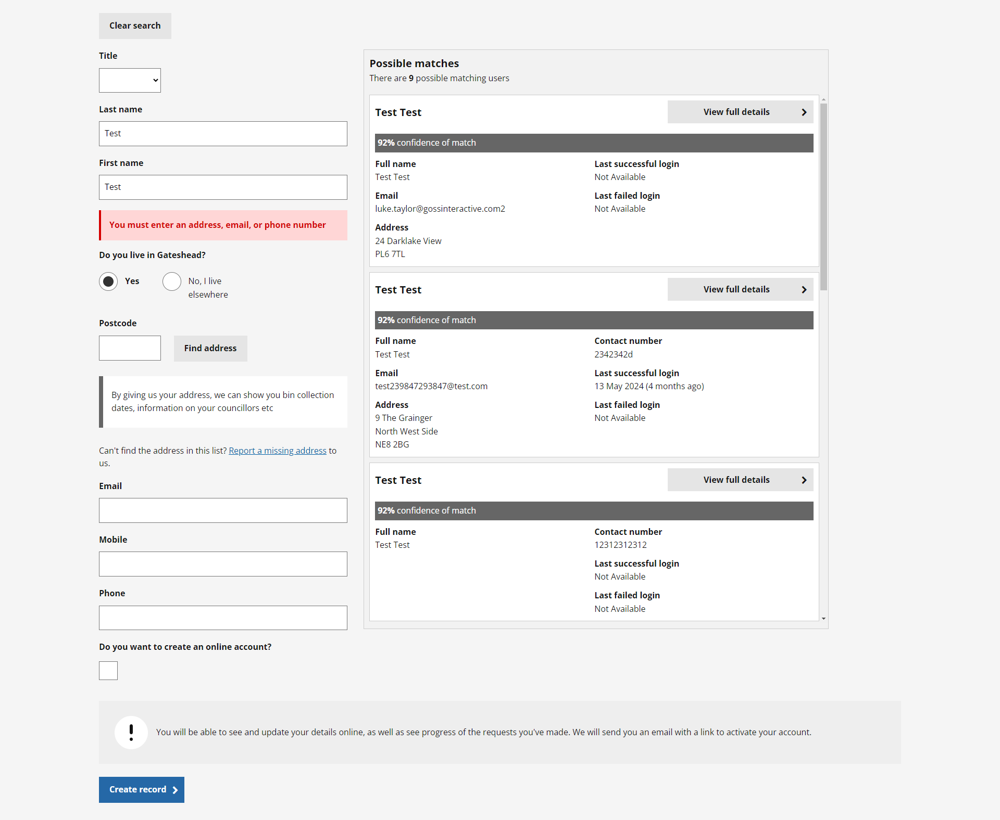 Clear search
Title
Last name
Test
First name
Test
You must enter an address, email, or phone number
Do you live in Gateshead?
Yes
No, I live
elsewhere
Postcode
Find address
By giving us your address, we can show you bin collection
dates, information on your councillors etc
Can't find the address in this list? Report a missing address to
us.
Email
Mobile
Phone
Do you want to create an online account?
Possible matches
There are 9 possible matching users
Test Test
View full details
92% confidence of match
Full name
Test Test
Email
luke.taylor@gossinteractive.com2
Address
24 Darklake View
PL6 7TL
Last successful login
Not Available
Last failed login
Not Available
Test Test
View full details
92% confidence of match
Full name
Test Test
Email
test239847293847@test.com
Address
9 The Grainger
North West Side
NE8 2BG
Contact number
2342342d
Last successful login
13 May 2024 (4 months ago)
Last failed login
Not Available
Test Test
View full details
92% confidence of match
Full name
Test Test
Contact number
12312312312
Last successful login
Not Available
Last failed login
Not Available
You will be able to see and update your details online, as well as see progress of the requests you've made. We will send you an email with a link to activate your account.
Create record